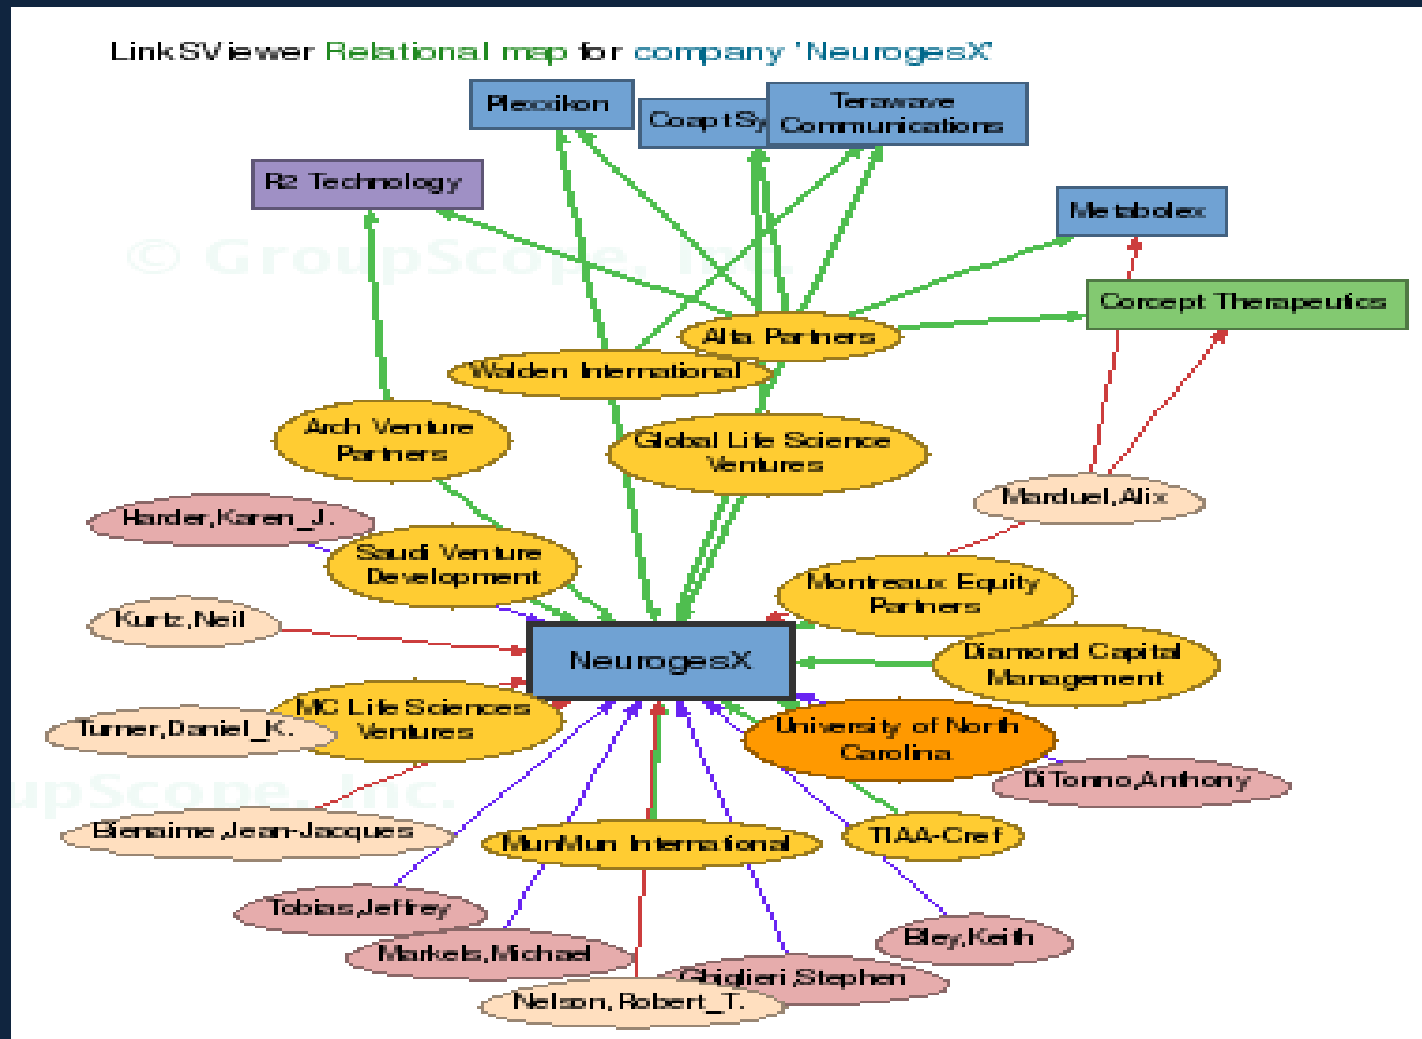 LinkSViewer Relational map for company 'NeurogesX'
Plexxikon
CoaptSy
Terawave
Communications
R2 Technology
Metabolex
© GroupScope, Inc.
Corcept Therapeutics
Alta Partners
Walden International
Arch Venture
Partners
Global Life Science
Ventures
Marduel,Alix
Harder,Karen_J.
Saudi Venture
Development
Montreaux Equity
Partners
Kurtz,Neil
NeurogesX
Diamond Capital
Management
MC Life Sciences
Ventures
Turner,Daniel_K.
University of North
Carolina
DiTonno,Anthony
upScope, Inc.
Bienaime,Jean-Jacques
MunMun International
TIAA-Cref
Tobias,Jeffrey
Markels,Michael
Bley,Keith
Ghiglieri,Stephen
Nelson,Robert_T.